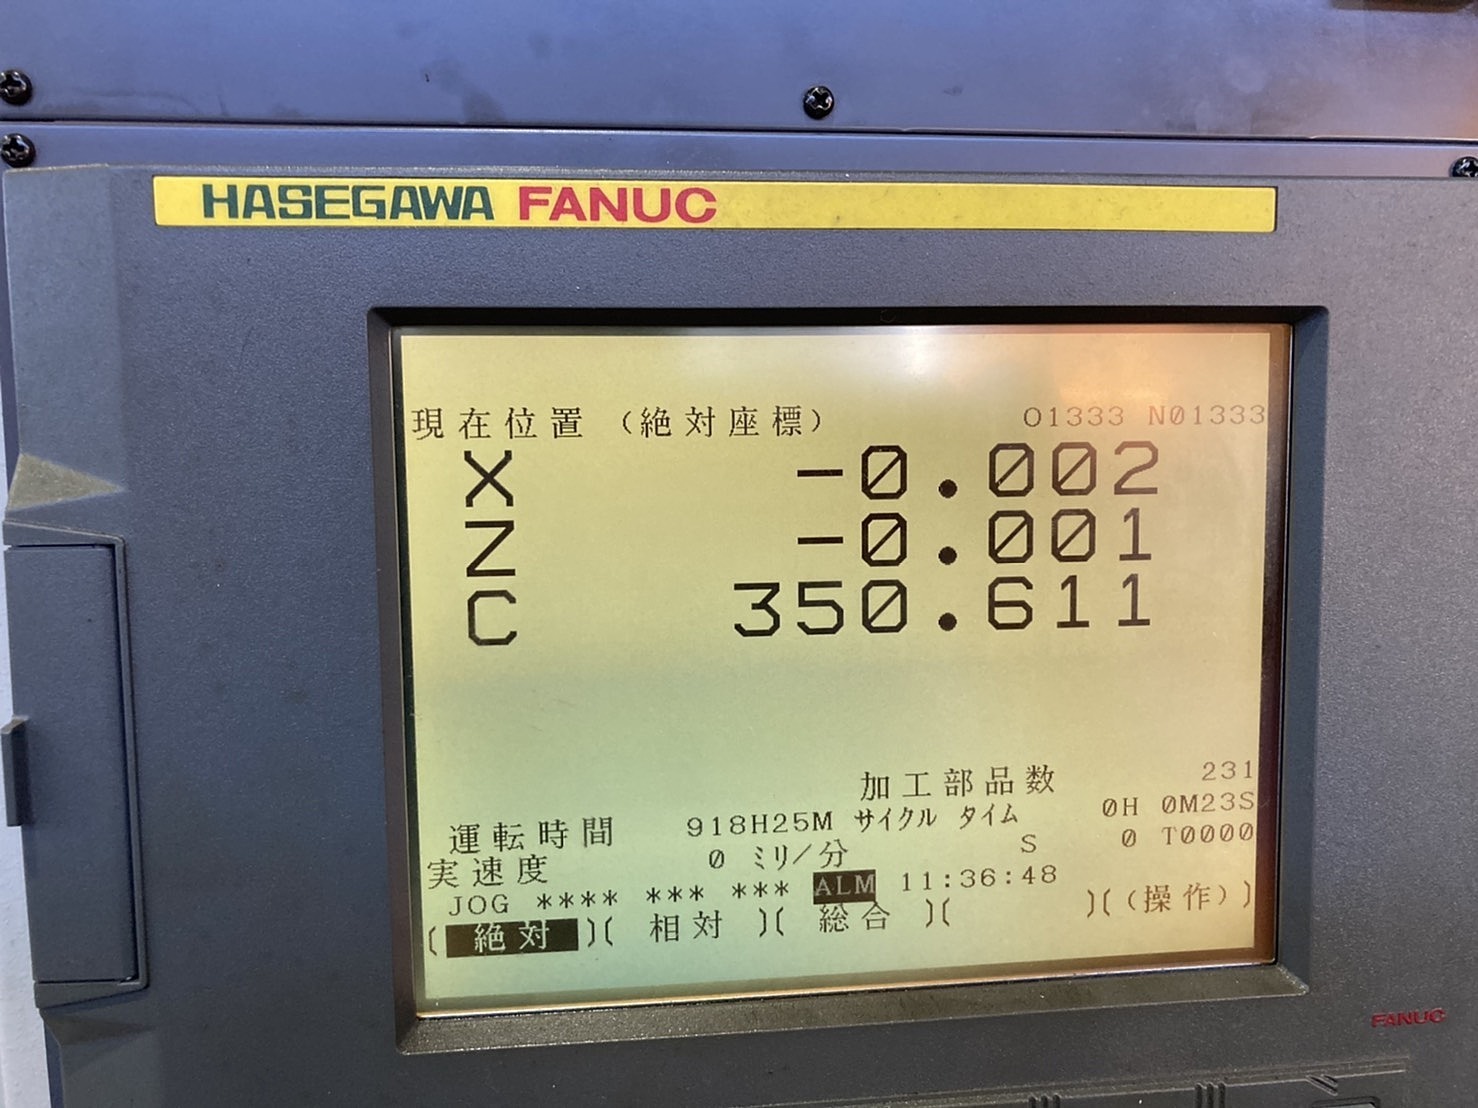 HASEGAWA FANUC
現在位置（絶対座標） O1333 N01333
X -0.002
Z -0.001
C 350.611
加工部品数 231
運転時間 918H25M サイクル タイム 0H 0M23S
実速度 0 ミリ／分 S 0 T0000
JOG **** *** *** ALM 11:36:48
( 絶対 )( 相対 )( 総合 )( )((操作))
FANUC